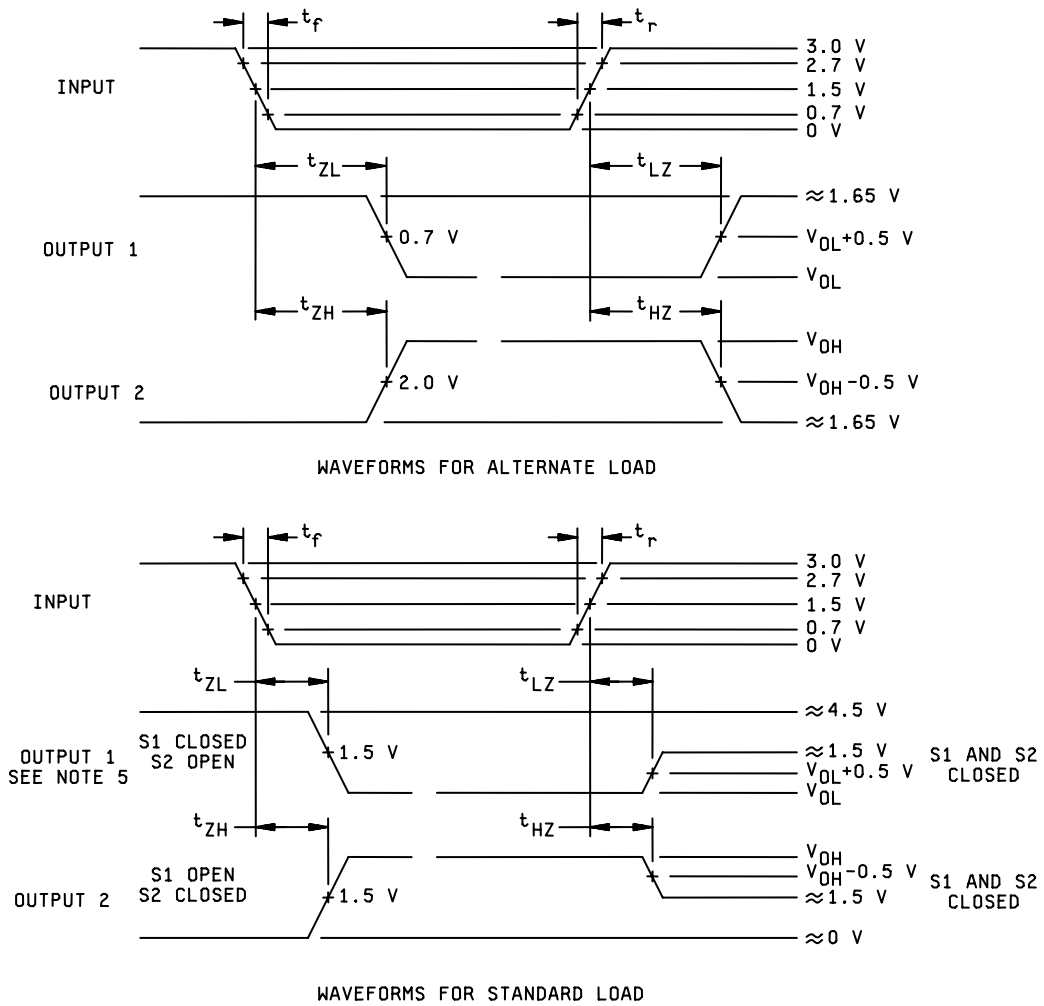 tf tr
3.0 V
2.7 V
INPUT
1.5 V
0.7 V
0 V
tZL tLZ
≈1.65 V
0.7 V VOL+0.5 V
OUTPUT 1
VOL
tZH tHZ
VOH
2.0 V VOH-0.5 V
OUTPUT 2
≈1.65 V
WAVEFORMS FOR ALTERNATE LOAD
tf tr
3.0 V
2.7 V
INPUT 1.5 V
0.7 V
0 V
tZL tLZ
≈4.5 V
S1 CLOSED
S2 OPEN
OUTPUT 1
SEE NOTE 5
1.5 V
≈1.5 V
VOL+0.5 V
VOL
S1 AND S2
CLOSED
tZH tHZ
S1 OPEN
S2 CLOSED
OUTPUT 2
1.5 V
VOH
VOH-0.5 V
≈1.5 V
S1 AND S2
CLOSED
≈0 V
WAVEFORMS FOR STANDARD LOAD